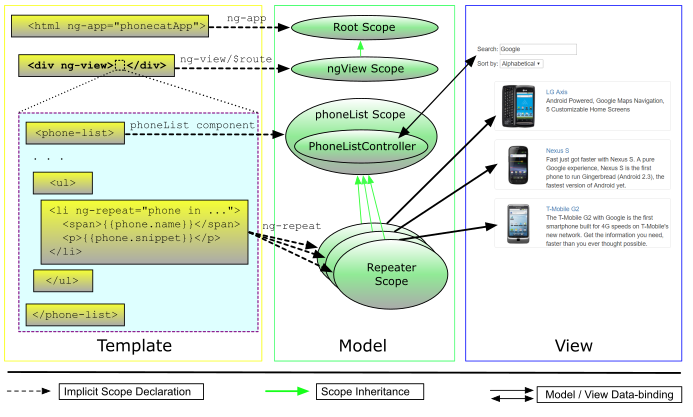 <html ng-app="phonecatApp">
ng-app
Root Scope
<div ng-view> </div>
ng-view/$route
ngView Scope
<phone-list>
phoneList component
phoneList Scope
PhoneListController
. . .
<ul>
<li ng-repeat="phone in ...">
<span>{{phone.name}}</span>
<p>{{phone.snippet}}</p>
</li>
ng-repeat
Repeater
Scope
</ul>
</phone-list>
Search: Google
Sort by: Alphabetical
LG Axis
Android Powered, Google Maps Navigation,
5 Customizable Home Screens
Nexus S
Fast just got faster with Nexus S. A pure
Google experience, Nexus S is the first
phone to run Gingerbread (Android 2.3), the
fastest version of Android yet.
T-Mobile G2
The T-Mobile G2 with Google is the first
smartphone built for 4G speeds on T-Mobile's
new network. Get the information you need,
faster than you ever thought possible.
Template
Model
View
Implicit Scope Declaration
Scope Inheritance
Model / View Data-binding